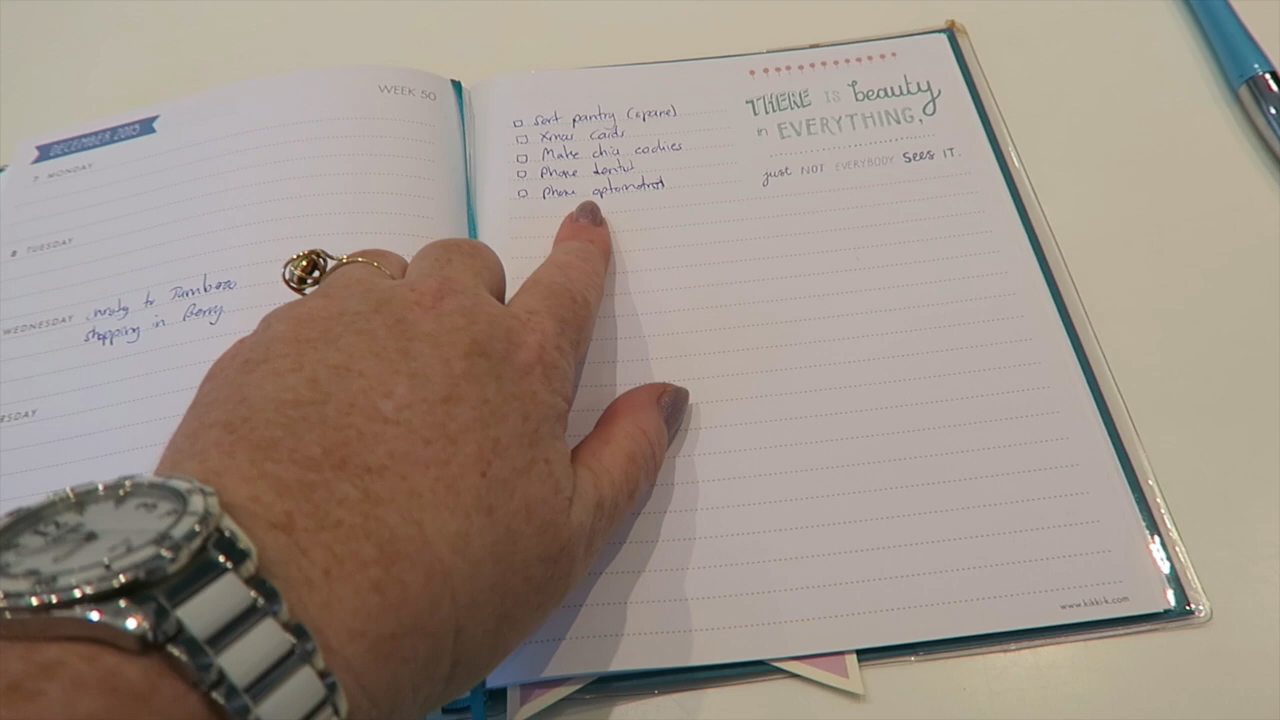 WEEK 50
DECEMBER 2015
7 MONDAY
8 TUESDAY
WEDNESDAY
to Jamberoo
shopping in Berry
RSDAY
Sort pantry (spare)
Xmas Cards
Make chia cookies
Phone dentist
Phone optometrist
THERE IS beauty
in EVERYTHING,
just NOT EVERYBODY sees IT.
www.kikki-k.com